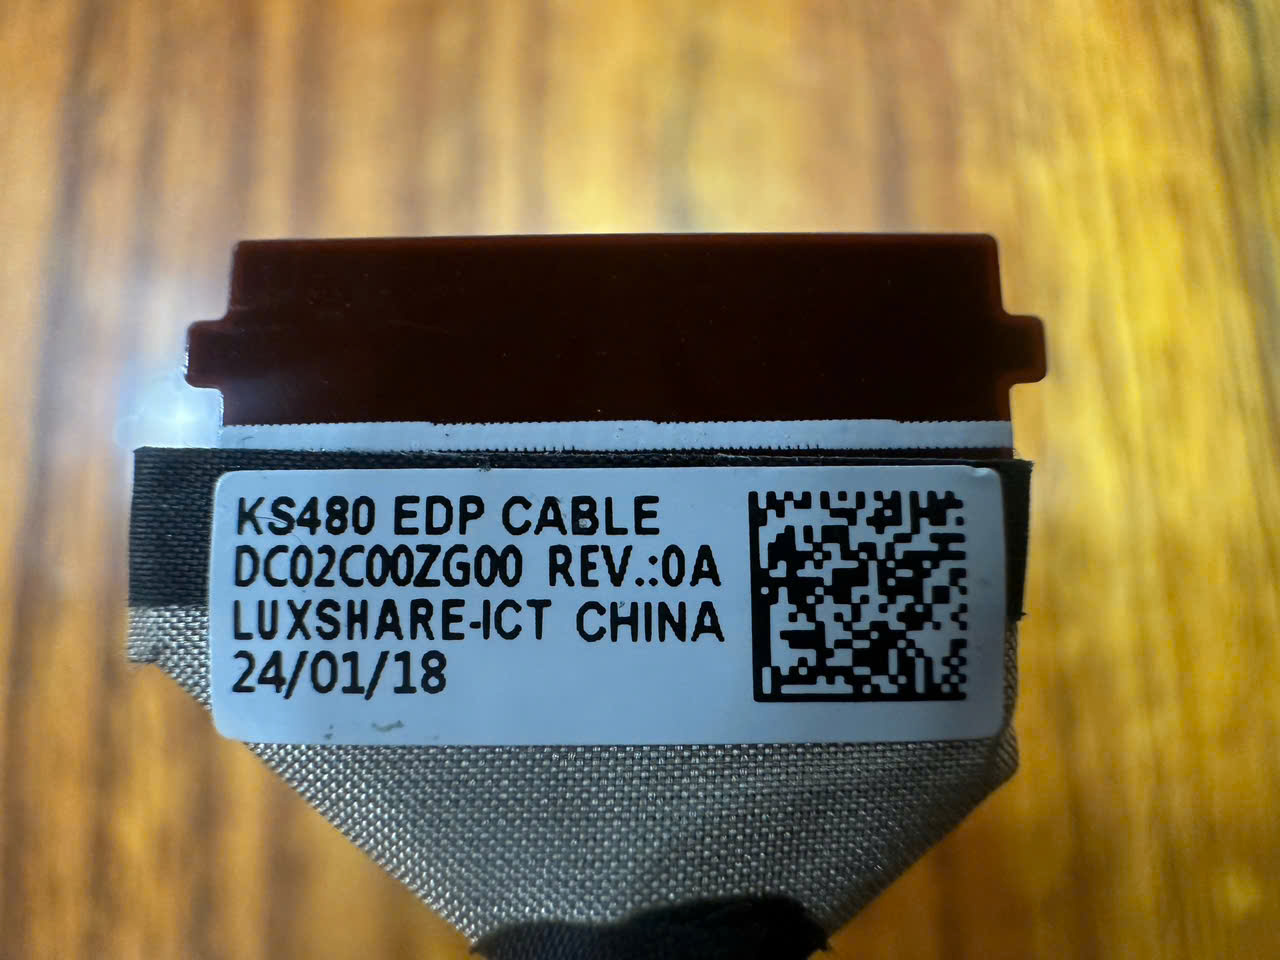 KS480 EDP CABLE
DC02C00ZG00 REV.:0A
LUXSHARE-ICT CHINA
24/01/18